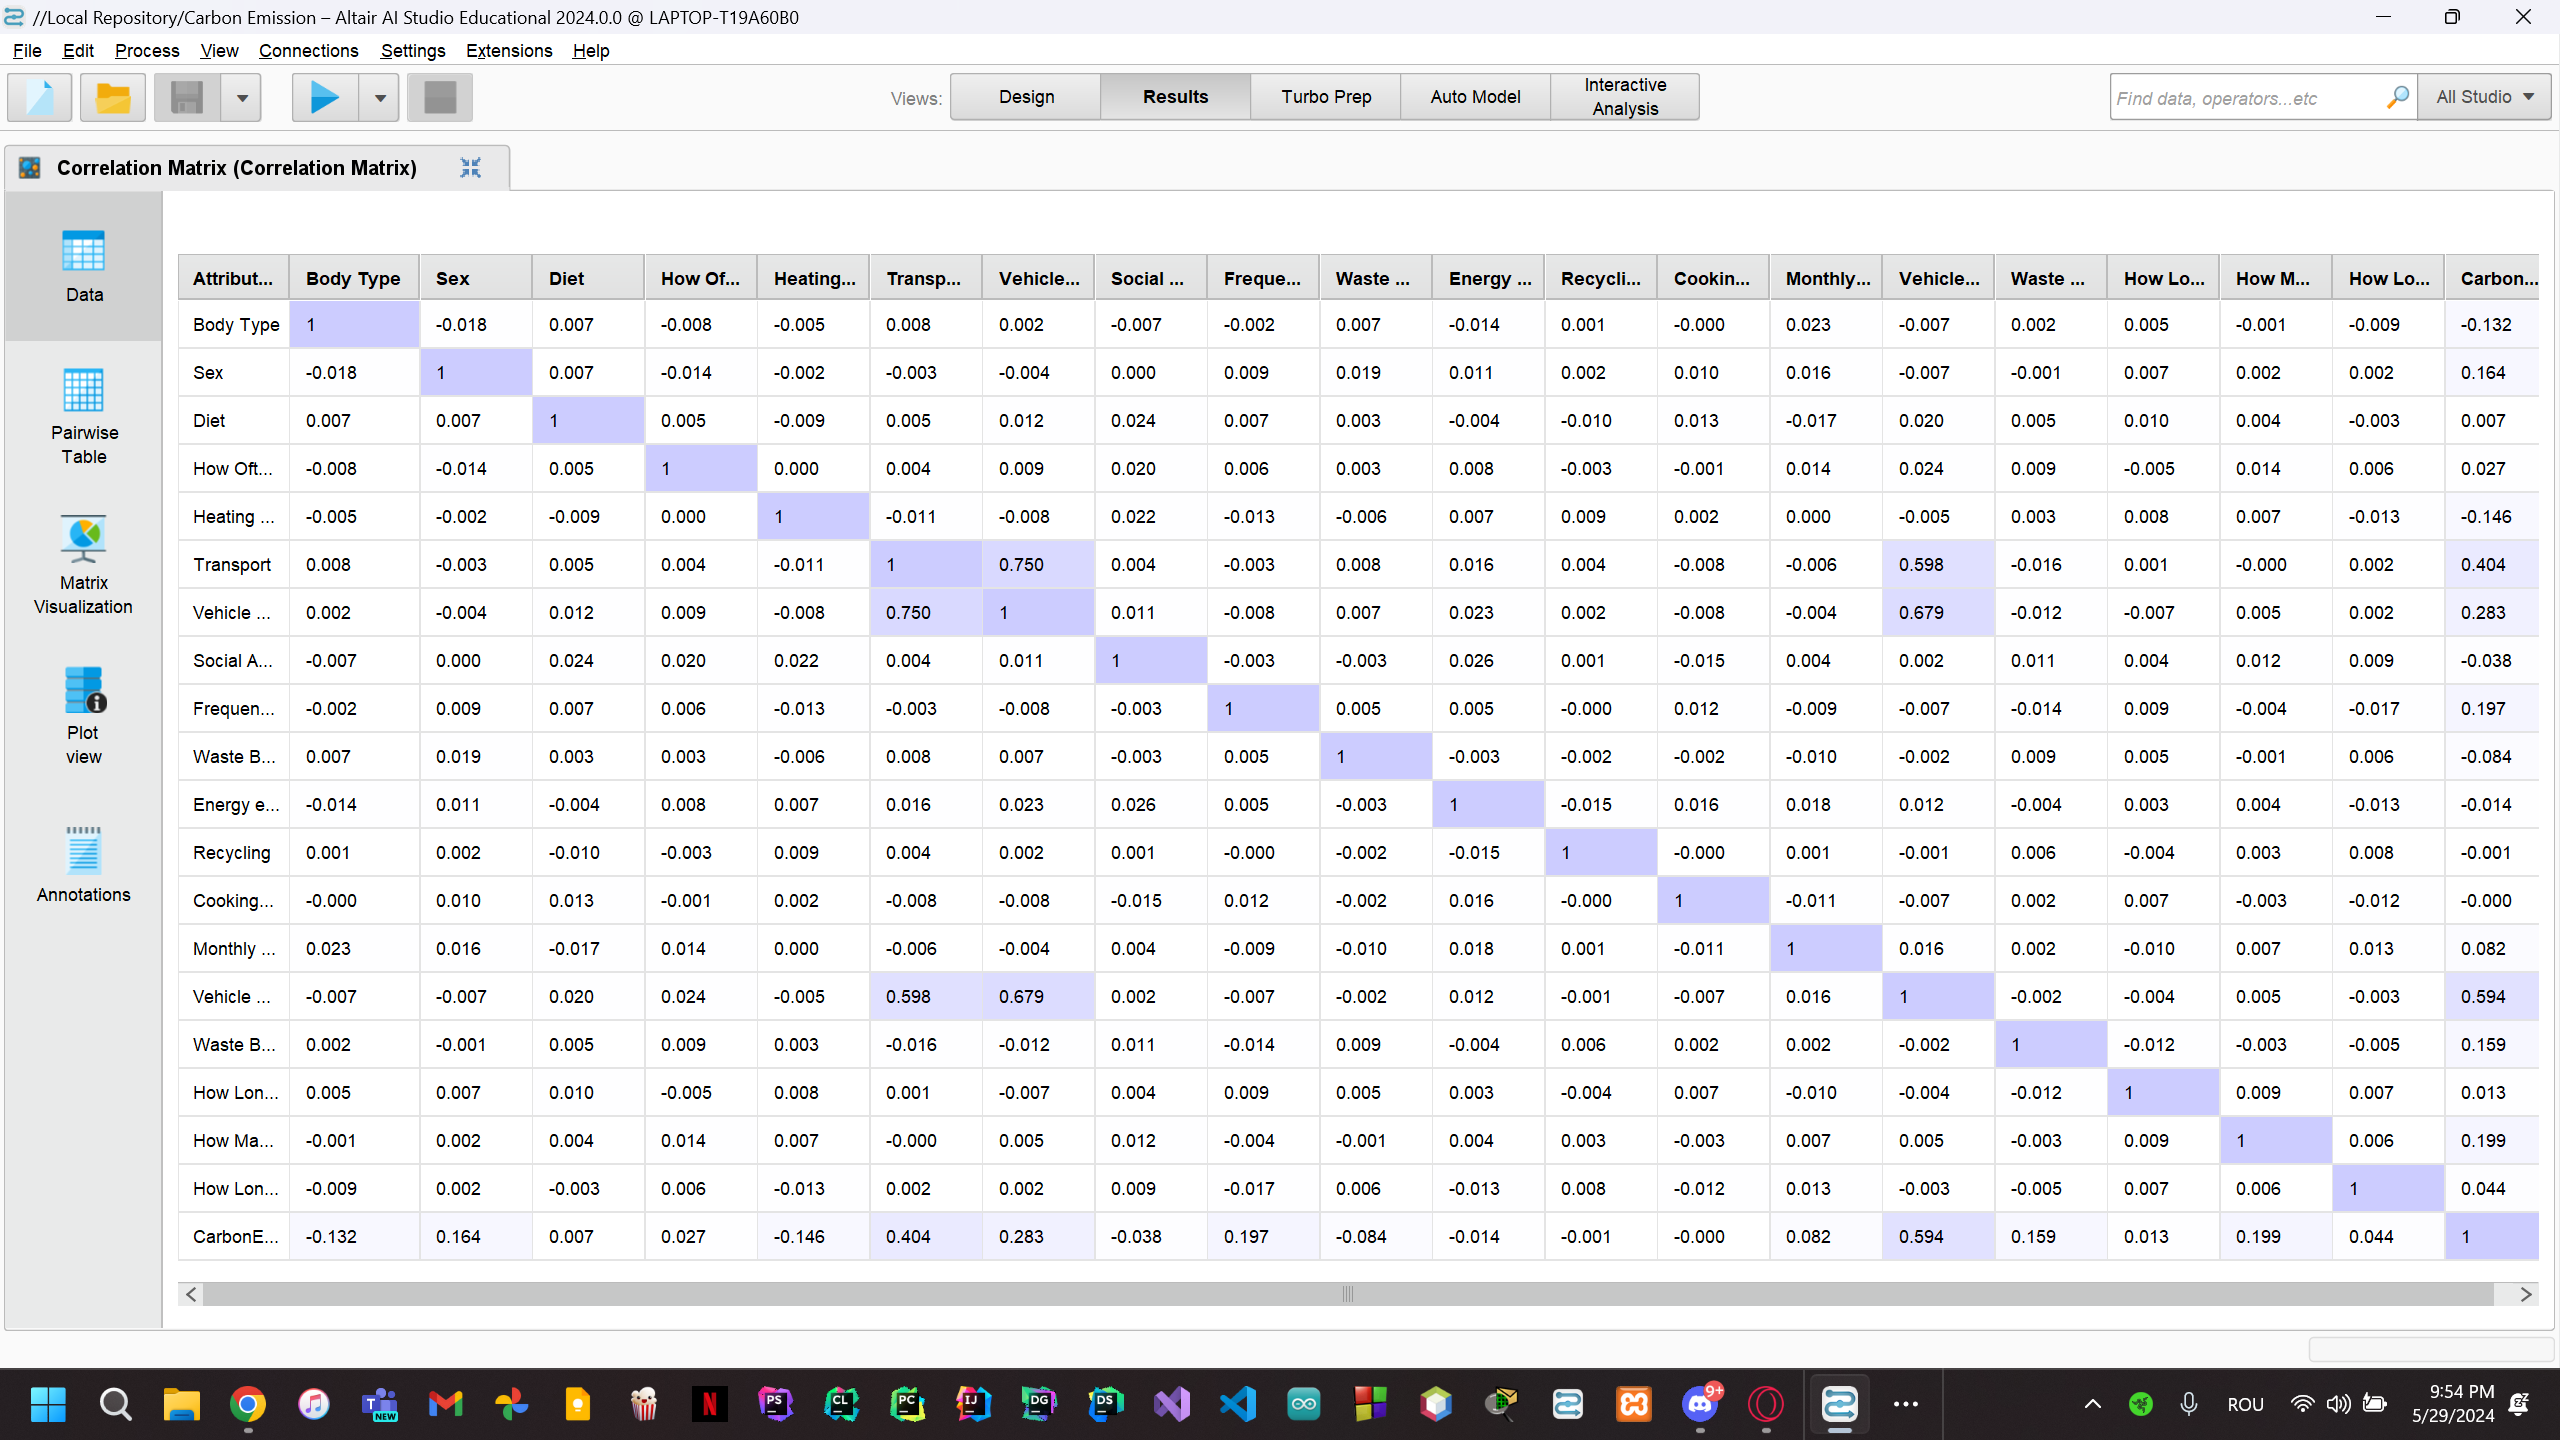 //Local Repository/Carbon Emission – Altair AI Studio Educational 2024.0.0 @ LAPTOP-T19A60B0
File Edit Process View Connections Settings Extensions Help
Views: Design Results Turbo Prep Auto Model Interactive Analysis Find data, operators...etc All Studio
Correlation Matrix (Correlation Matrix)
Data
Pairwise
Table
Matrix
Visualization
Plot
view
Annotations
Attribut... Body Type Sex Diet How Of... Heating... Transp... Vehicle... Social ... Freque... Waste ... Energy ... Recycli... Cookin... Monthly... Vehicle... Waste ... How Lo... How M... How Lo... Carbon...
Body Type 1 -0.018 0.007 -0.008 -0.005 0.008 0.002 -0.007 -0.002 0.007 -0.014 0.001 -0.000 0.023 -0.007 0.002 0.005 -0.001 -0.009 -0.132
Sex -0.018 1 0.007 -0.014 -0.002 -0.003 -0.004 0.000 0.009 0.019 0.011 0.002 0.010 0.016 -0.007 -0.001 0.007 0.002 0.002 0.164
Diet 0.007 0.007 1 0.005 -0.009 0.005 0.012 0.024 0.007 0.003 -0.004 -0.010 0.013 -0.017 0.020 0.005 0.010 0.004 -0.003 0.007
How Oft... -0.008 -0.014 0.005 1 0.000 0.004 0.009 0.020 0.006 0.003 0.008 -0.003 -0.001 0.014 0.024 0.009 -0.005 0.014 0.006 0.027
Heating ... -0.005 -0.002 -0.009 0.000 1 -0.011 -0.008 0.022 -0.013 -0.006 0.007 0.009 0.002 0.000 -0.005 0.003 0.008 0.007 -0.013 -0.146
Transport 0.008 -0.003 0.005 0.004 -0.011 1 0.750 0.004 -0.003 0.008 0.016 0.004 -0.008 -0.006 0.598 -0.016 0.001 -0.000 0.002 0.404
Vehicle ... 0.002 -0.004 0.012 0.009 -0.008 0.750 1 0.011 -0.008 0.007 0.023 0.002 -0.008 -0.004 0.679 -0.012 -0.007 0.005 0.002 0.283
Social A... -0.007 0.000 0.024 0.020 0.022 0.004 0.011 1 -0.003 -0.003 0.026 0.001 -0.015 0.004 0.002 0.011 0.004 0.012 0.009 -0.038
Frequen... -0.002 0.009 0.007 0.006 -0.013 -0.003 -0.008 -0.003 1 0.005 0.005 -0.000 0.012 -0.009 -0.007 -0.014 0.009 -0.004 -0.017 0.197
Waste B... 0.007 0.019 0.003 0.003 -0.006 0.008 0.007 -0.003 0.005 1 -0.003 -0.002 -0.002 -0.010 -0.002 0.009 0.005 -0.001 0.006 -0.084
Energy e... -0.014 0.011 -0.004 0.008 0.007 0.016 0.023 0.026 0.005 -0.003 1 -0.015 0.016 0.018 0.012 -0.004 0.003 0.004 -0.013 -0.014
Recycling 0.001 0.002 -0.010 -0.003 0.009 0.004 0.002 0.001 -0.000 -0.002 -0.015 1 -0.000 0.001 -0.001 0.006 -0.004 0.003 0.008 -0.001
Cooking... -0.000 0.010 0.013 -0.001 0.002 -0.008 -0.008 -0.015 0.012 -0.002 0.016 -0.000 1 -0.011 -0.007 0.002 0.007 -0.003 -0.012 -0.000
Monthly ... 0.023 0.016 -0.017 0.014 0.000 -0.006 -0.004 0.004 -0.009 -0.010 0.018 0.001 -0.011 1 0.016 0.002 -0.010 0.007 0.013 0.082
Vehicle ... -0.007 -0.007 0.020 0.024 -0.005 0.598 0.679 0.002 -0.007 -0.002 0.012 -0.001 -0.007 0.016 1 -0.002 -0.004 0.005 -0.003 0.594
Waste B... 0.002 -0.001 0.005 0.009 0.003 -0.016 -0.012 0.011 -0.014 0.009 -0.004 0.006 0.002 0.002 -0.002 1 -0.012 -0.003 -0.005 0.159
How Lon... 0.005 0.007 0.010 -0.005 0.008 0.001 -0.007 0.004 0.009 0.005 0.003 -0.004 0.007 -0.010 -0.004 -0.012 1 0.009 0.007 0.013
How Ma... -0.001 0.002 0.004 0.014 0.007 -0.000 0.005 0.012 -0.004 -0.001 0.004 0.003 -0.003 0.007 0.005 -0.003 0.009 1 0.006 0.199
How Lon... -0.009 0.002 -0.003 0.006 -0.013 0.002 0.002 0.009 -0.017 0.006 -0.013 0.008 -0.012 0.013 -0.003 -0.005 0.007 0.006 1 0.044
CarbonE... -0.132 0.164 0.007 0.027 -0.146 0.404 0.283 -0.038 0.197 -0.084 -0.014 -0.001 -0.000 0.082 0.594 0.159 0.013 0.199 0.044 1
T NEW N PS CL PC IJ DG DS 9+ ROU 9:54 PM
5/29/2024